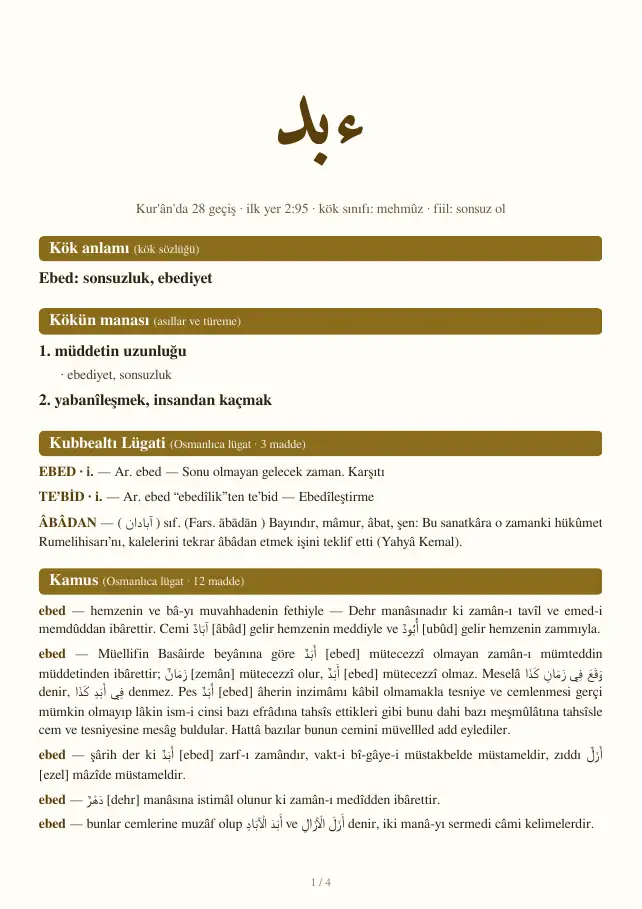 ءبد
Kur'ân'da 28 geçiş · ilk yer 2:95 · kök sınıfı: mehmûz · fiil: sonsuz ol
Kök anlamı (kök sözlüğü)
Ebed: sonsuzluk, ebediyet
Kökün manası (asıllar ve türeme)
1. müddetin uzunluğu
· ebediyet, sonsuzluk
2. yabanîleşmek, insandan kaçmak
Kubbealtı Lügati (Osmanlıca lügat · 3 madde)
EBED · i. — Ar. ebed — Sonu olmayan gelecek zaman. Karşıtı
TE’BİD · i. — Ar. ebed “ebedîlik”ten te’bid — Ebedîleştirme
ÂBÂDAN — ( آبادان ) sıf. (Fars. ābādān ) Bayındır, mâmur, âbat, şen: Bu sanatkâra o zamanki hükûmet
Rumelihisarı’nı, kalelerini tekrar âbâdan etmek işini teklif etti (Yahyâ Kemal).
Kamus (Osmanlıca lügat · 12 madde)
ebed — hemzenin ve bâ-yı muvahhadenin fethiyle — Dehr manâsınadır ki zamân-ı tavîl ve emed-i
memdûddan ibârettir. Cemi آبَادٌ [âbâd] gelir hemzenin meddiyle ve أُبُودٌ [ubûd] gelir hemzenin zammıyla.
ebed — Müellifin Basâirde beyânına göre أَبَدٌ [ebed] mütecezzî olmayan zamân-ı mümteddin
müddetinden ibârettir; زَمَانٌ [zemân] mütecezzî olur, أَبَدٌ [ebed] mütecezzî olmaz. Meselâ وَقَعَ فِي زَمَانِ كَذَا
denir, فِي أَبَدِ كَذَا denmez. Pes أَبَدٌ [ebed] âherin inzimâmı kâbil olmamakla tesniye ve cemlenmesi gerçi
mümkin olmayıp lâkin ism-i cinsi bazı efrâdına tahsîs ettikleri gibi bunu dahi bazı meşmûlâtına tahsîsle
cem ve tesniyesine mesâg buldular. Hattâ bazılar bunun cemini müvellled add eylediler.
ebed — şârih der ki أَبَدٌ [ebed] zarf-ı zamândır, vakt-i bî-gâye-i müstakbelde müstameldir, zıddı أَزَلٌ
[ezel] mâzîde müstameldir.
ebed — دَهْرٌ [dehr] manâsına istimâl olunur ki zamân-ı medîdden ibârettir.
ebed — bunlar cemlerine muzâf olup أَبَدَ الْآبَادِ ve أَزَلَ الْآزَالِ denir, iki manâ-yı sermedi câmi kelimelerdir.
1 / 4